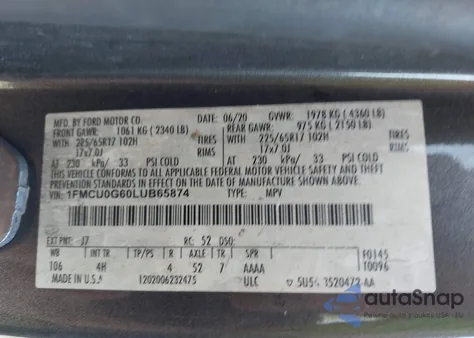 MFD. BY FORD MOTOR CO.
DATE: 06/20 GVWR: 1978 KG ( 4360 LB)
FRONT GAWR: 1061 KG ( 2340 LB) REAR GAWR: 975 KG ( 2150 LB)
WITH 225/65R17 102H TIRES WITH 225/65R17 102H TIRES
17x7.0J RIMS 17x7.0J RIMS
AT 230 kPa/ 33 PSI COLD AT 230 kPa/ 33 PSI COLD
THIS VEHICLE CONFORMS TO ALL APPLICABLE FEDERAL MOTOR VEHICLE
SAFETY AND THEFT PREVENTION STANDARDS IN EFFECT ON THE DATE OF MANUFACTURE SHOWN ABOVE.
VIN: 1FMCU0G60LUB65874 TYPE: MPV
EXT PNT: J7 RC: 52 DSO:
WB INT TR TP/PS R AXLE TR SPR F0145
106 4H 4 52 7 AAAA T0096
MADE IN U.S.A. 1202006232475 ULC 5U5A 3520472 AA
autaSnap